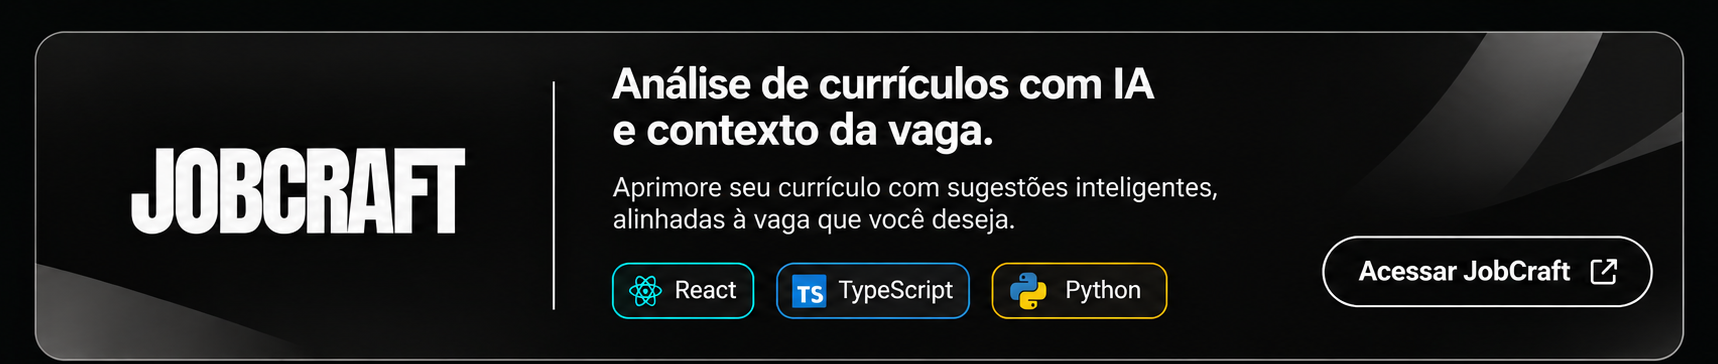 JOBCRAFT
Análise de currículos com IA
e contexto da vaga.
Aprimore seu currículo com sugestões inteligentes,
alinhadas à vaga que você deseja.
React
TS TypeScript
Python
Acessar JobCraft